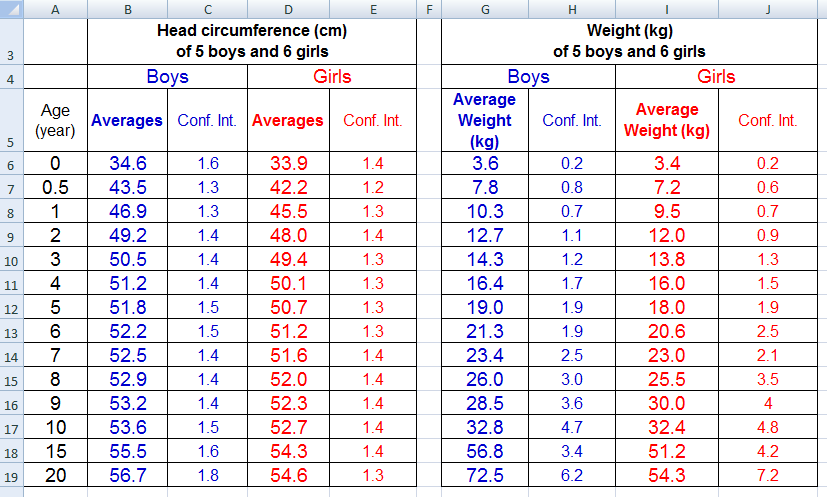 A B C D E F G H I J
3 Head circumference (cm) of 5 boys and 6 girls Weight (kg) of 5 boys and 6 girls
4 Boys Girls Boys Girls
5 Age (year) Averages Conf. Int. Averages Conf. Int. Average Weight (kg) Conf. Int. Average Weight (kg) Conf. Int.
6 0 34.6 1.6 33.9 1.4 3.6 0.2 3.4 0.2
7 0.5 43.5 1.3 42.2 1.2 7.8 0.8 7.2 0.6
8 1 46.9 1.3 45.5 1.3 10.3 0.7 9.5 0.7
9 2 49.2 1.4 48.0 1.4 12.7 1.1 12.0 0.9
10 3 50.5 1.4 49.4 1.3 14.3 1.2 13.8 1.3
11 4 51.2 1.4 50.1 1.3 16.4 1.7 16.0 1.5
12 5 51.8 1.5 50.7 1.3 19.0 1.9 18.0 1.9
13 6 52.2 1.5 51.2 1.3 21.3 1.9 20.6 2.5
14 7 52.5 1.4 51.6 1.4 23.4 2.5 23.0 2.1
15 8 52.9 1.4 52.0 1.4 26.0 3.0 25.5 3.5
16 9 53.2 1.4 52.3 1.4 28.5 3.6 30.0 4
17 10 53.6 1.5 52.7 1.4 32.8 4.7 32.4 4.8
18 15 55.5 1.6 54.3 1.4 56.8 3.4 51.2 4.2
19 20 56.7 1.8 54.6 1.3 72.5 6.2 54.3 7.2